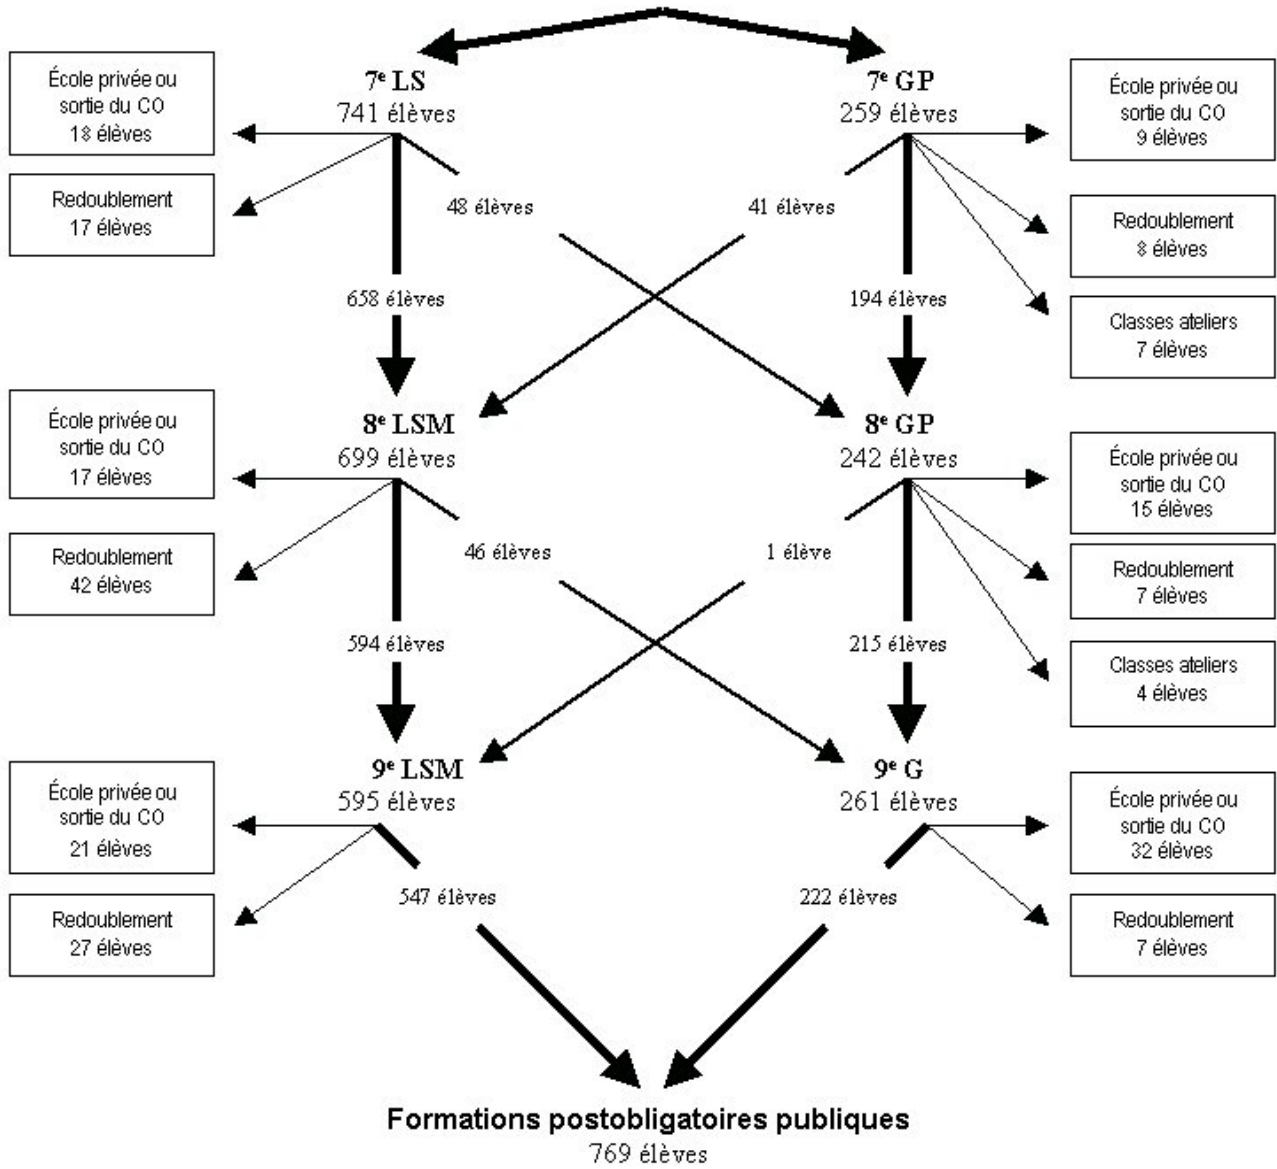 7e LS
741 élèves
7e GP
259 élèves
École privée ou
sortie du CO
18 élèves
Redoublement
17 élèves
École privée ou
sortie du CO
9 élèves
Redoublement
8 élèves
Classes ateliers
7 élèves
48 élèves
41 élèves
658 élèves
194 élèves
8e LSM
699 élèves
8e GP
242 élèves
École privée ou
sortie du CO
17 élèves
Redoublement
42 élèves
École privée ou
sortie du CO
15 élèves
Redoublement
7 élèves
Classes ateliers
4 élèves
46 élèves
1 élève
594 élèves
215 élèves
9e LSM
595 élèves
9e G
261 élèves
École privée ou
sortie du CO
21 élèves
Redoublement
27 élèves
École privée ou
sortie du CO
32 élèves
Redoublement
7 élèves
547 élèves
222 élèves
Formations postobligatoires publiques
769 élèves